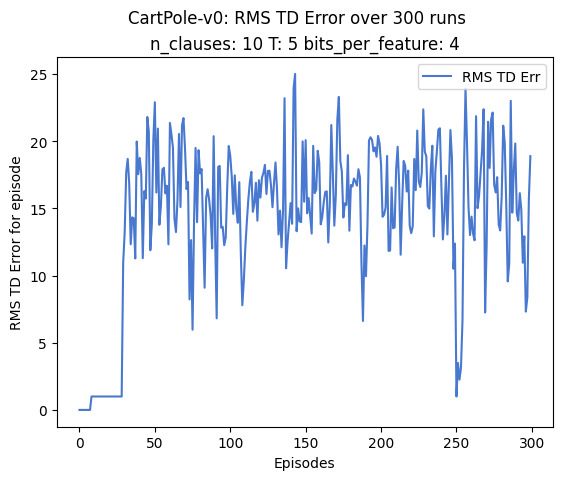 CartPole-v0: RMS TD Error over 300 runs
n_clauses: 10 T: 5 bits_per_feature: 4
RMS TD Err
RMS TD Error for episode
25
20
15
10
5
0
0 50 100 150 200 250 300
Episodes